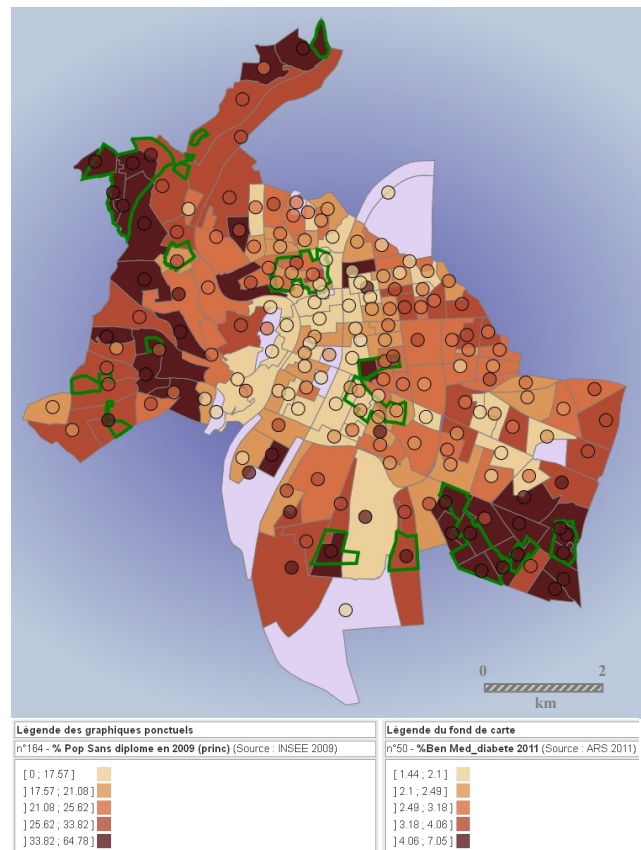 0 2
km
Légende des graphiques ponctuels
n°164 - % Pop Sans diplome en 2009 (princ) (Source : INSEE 2009)
[ 0 ; 17.57 ]
] 17.57 ; 21.08 ]
] 21.08 ; 25.62 ]
] 25.62 ; 33.82 ]
] 33.82 ; 64.78 ]
Légende du fond de carte
n°50 - %Ben Med_diabete 2011 (Source : ARS 2011)
[ 1.44 ; 2.1 ]
] 2.1 ; 2.49 ]
] 2.49 ; 3.18 ]
] 3.18 ; 4.06 ]
] 4.06 ; 7.05 ]